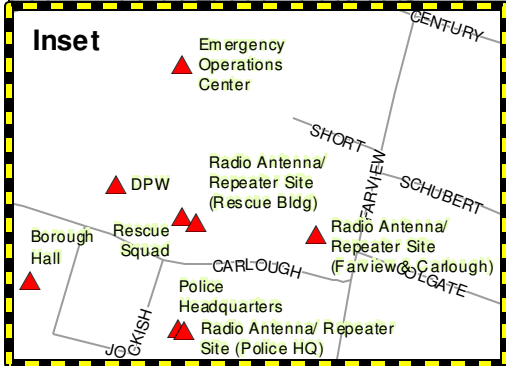 Inset
CENTURY
Emergency
Operations
Center
SHORT
FARVIEW
SCHUBERT
Radio Antenna/
Repeater Site
(Rescue Bldg)
DPW
Rescue
Squad
Radio Antenna/
Repeater Site
(Farview & Carlough)
Borough
Hall
CARLOUGH
COLGATE
Police
Headquarters
JOCKISH
Radio Antenna/ Repeater
Site (Police HQ)